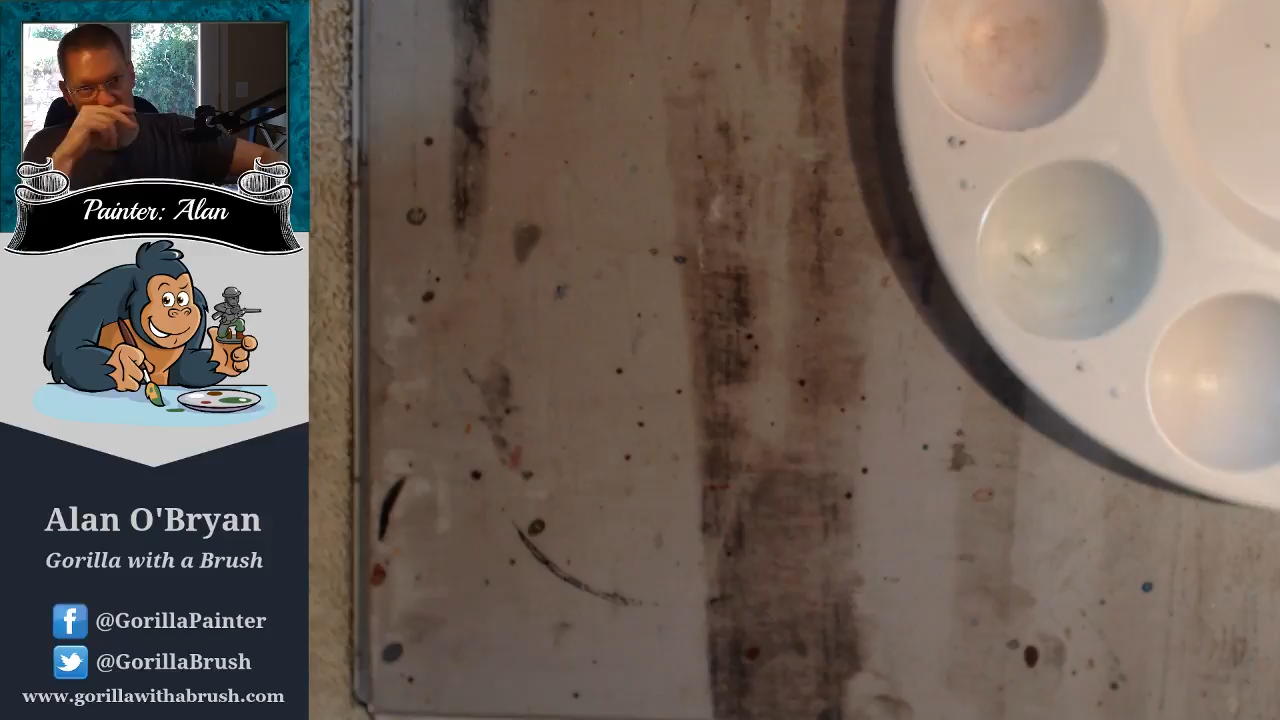 Painter: Alan
Alan O'Bryan
Gorilla with a Brush
@GorillaPainter
@GorillaBrush
www.gorillawithabrush.com